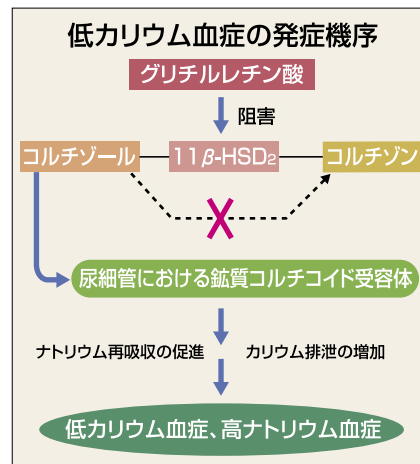 低カリウム血症の発症機序
グリチルレチン酸
阻害
コルチゾール 11β-HSD₂ コルチゾン
X
尿細管における鉱質コルチコイド受容体
ナトリウム再吸収の促進 カリウム排泄の増加
低カリウム血症、高ナトリウム血症